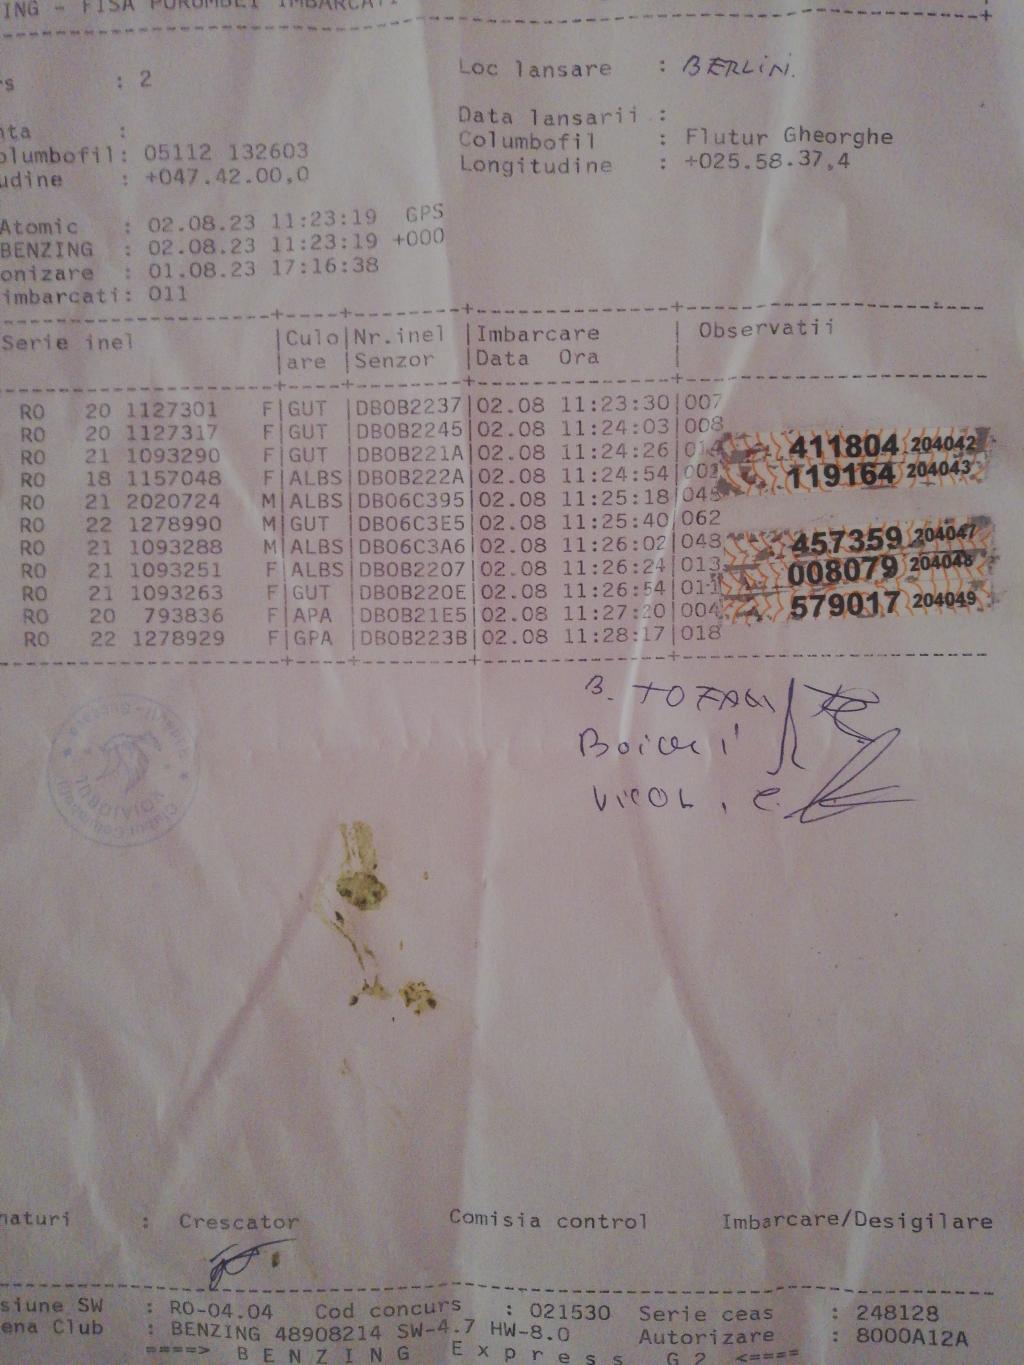 ING - FISA PORUMBEI IMBARCATI
s : 2 Loc lansare : BERLIN.
ata : Data lansarii :
olumbofil: 05112 132603 Columbofil : Flutur Gheorghe
udine : +047.42.00,0 Longitudine : +025.58.37,4
Atomic : 02.08.23 11:23:19 GPS
BENZING : 02.08.23 11:23:19 +000
onizare : 01.08.23 17:16:38
imbarcati: 011
Serie inel |Culo|Nr.inel |Imbarcare | Observatii
|are |Senzor |Data Ora |
RO 20 1127301 F|GUT |DB0B2237|02.08 11:23:30|007
RO 20 1127317 F|GUT |DB0B2245|02.08 11:24:03|008
RO 21 1093290 F|GUT |DB0B221A|02.08 11:24:26|014 411804 204042
RO 18 1157048 F|ALBS|DB0B222A|02.08 11:24:54|001 119164 204043
RO 21 2020724 M|ALBS|DB06C395|02.08 11:25:18|045
RO 22 1278990 M|GUT |DB06C3E5|02.08 11:25:40|062
RO 21 1093288 M|ALBS|DB06C3A6|02.08 11:26:02|048 457359 204047
RO 21 1093251 F|ALBS|DB0B2207|02.08 11:26:24|013 008079 204048
RO 21 1093263 F|GUT |DB0B220E|02.08 11:26:54|011 579017 204049
RO 20 793836 F|APA |DB0B21E5|02.08 11:27:20|004
RO 22 1278929 F|GPA |DB0B223B|02.08 11:28:17|018
B.
VICOL . C.
VOIAJORUL
naturi : Crescator Comisia control Imbarcare/Desigilare
siune SW : RO-04.04 Cod concurs : 021530 Serie ceas : 248128
ena Club : BENZING 48908214 SW-4.7 HW-8.0 Autorizare : 8000A12A
====> B E N Z I N G E x p r e s s G 2 <====